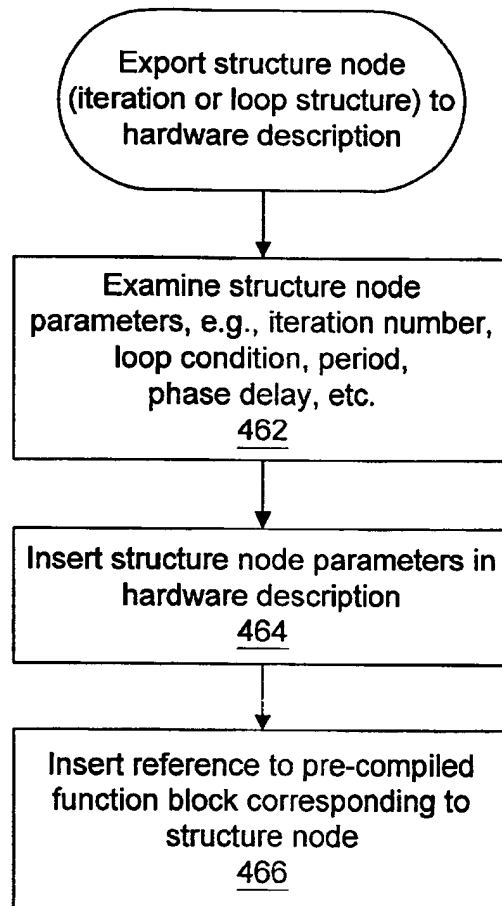 Export structure node
(iteration or loop structure) to
hardware description
Examine structure node
parameters, e.g., iteration number,
loop condition, period,
phase delay, etc.
462
Insert structure node parameters in
hardware description
464
Insert reference to pre-compiled
function block corresponding to
structure node
466